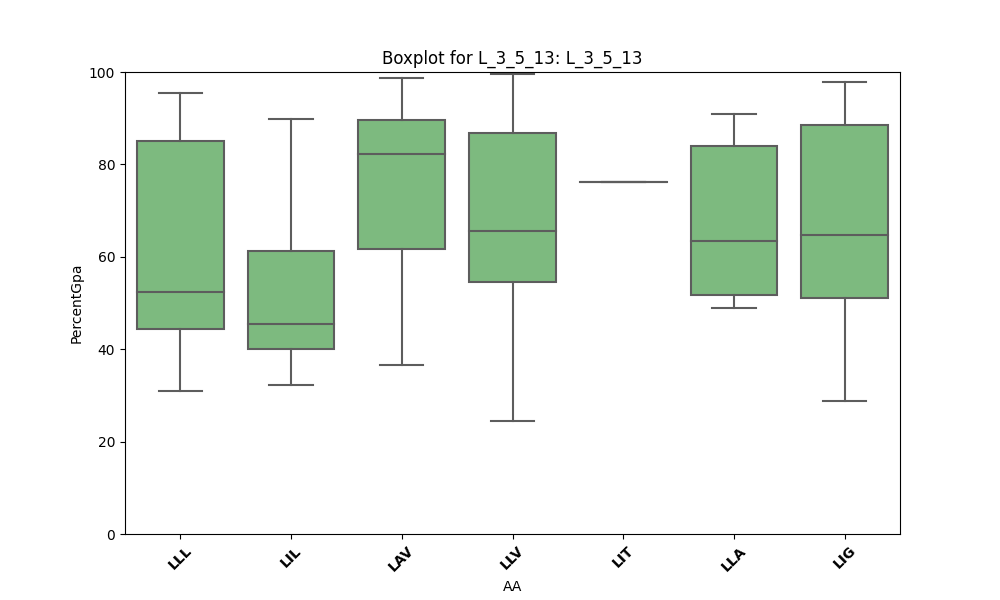 Boxplot for L_3_5_13: L_3_5_13
100
80
60
40
20
0
PercentGpa
LLL
LIL
LAV
LLV
LIT
LLA
LIG
AA